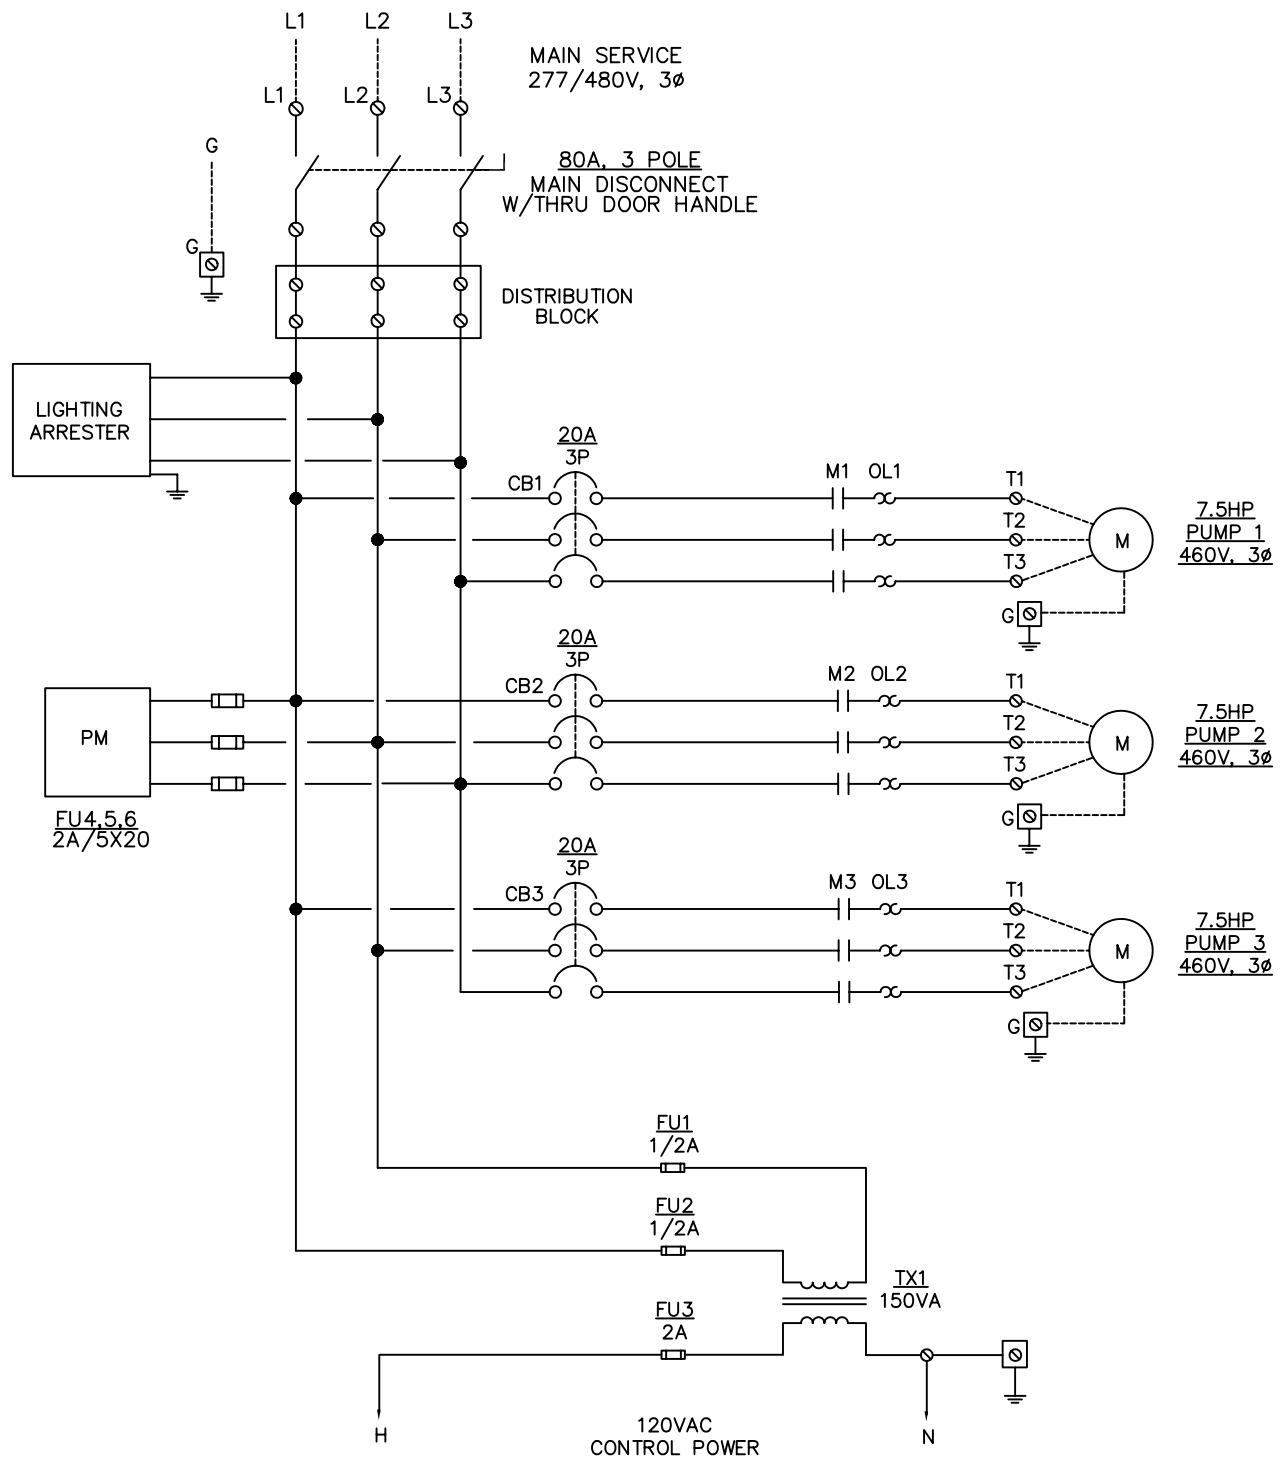 L1 L2 L3
MAIN SERVICE
277/480V, 3ø
L1 L2 L3
G
80A, 3 POLE
MAIN DISCONNECT
W/THRU DOOR HANDLE
G
DISTRIBUTION
BLOCK
LIGHTING
ARRESTER
20A
3P
CB1
M1 OL1
T1
T2
T3
M
7.5HP
PUMP 1
460V, 3ø
G
20A
3P
CB2
M2 OL2
T1
T2
T3
M
7.5HP
PUMP 2
460V, 3ø
G
PM
FU4,5,6
2A/5X20
20A
3P
CB3
M3 OL3
T1
T2
T3
M
7.5HP
PUMP 3
460V, 3ø
G
FU1
1/2A
FU2
1/2A
TX1
150VA
FU3
2A
H
120VAC
CONTROL POWER
N